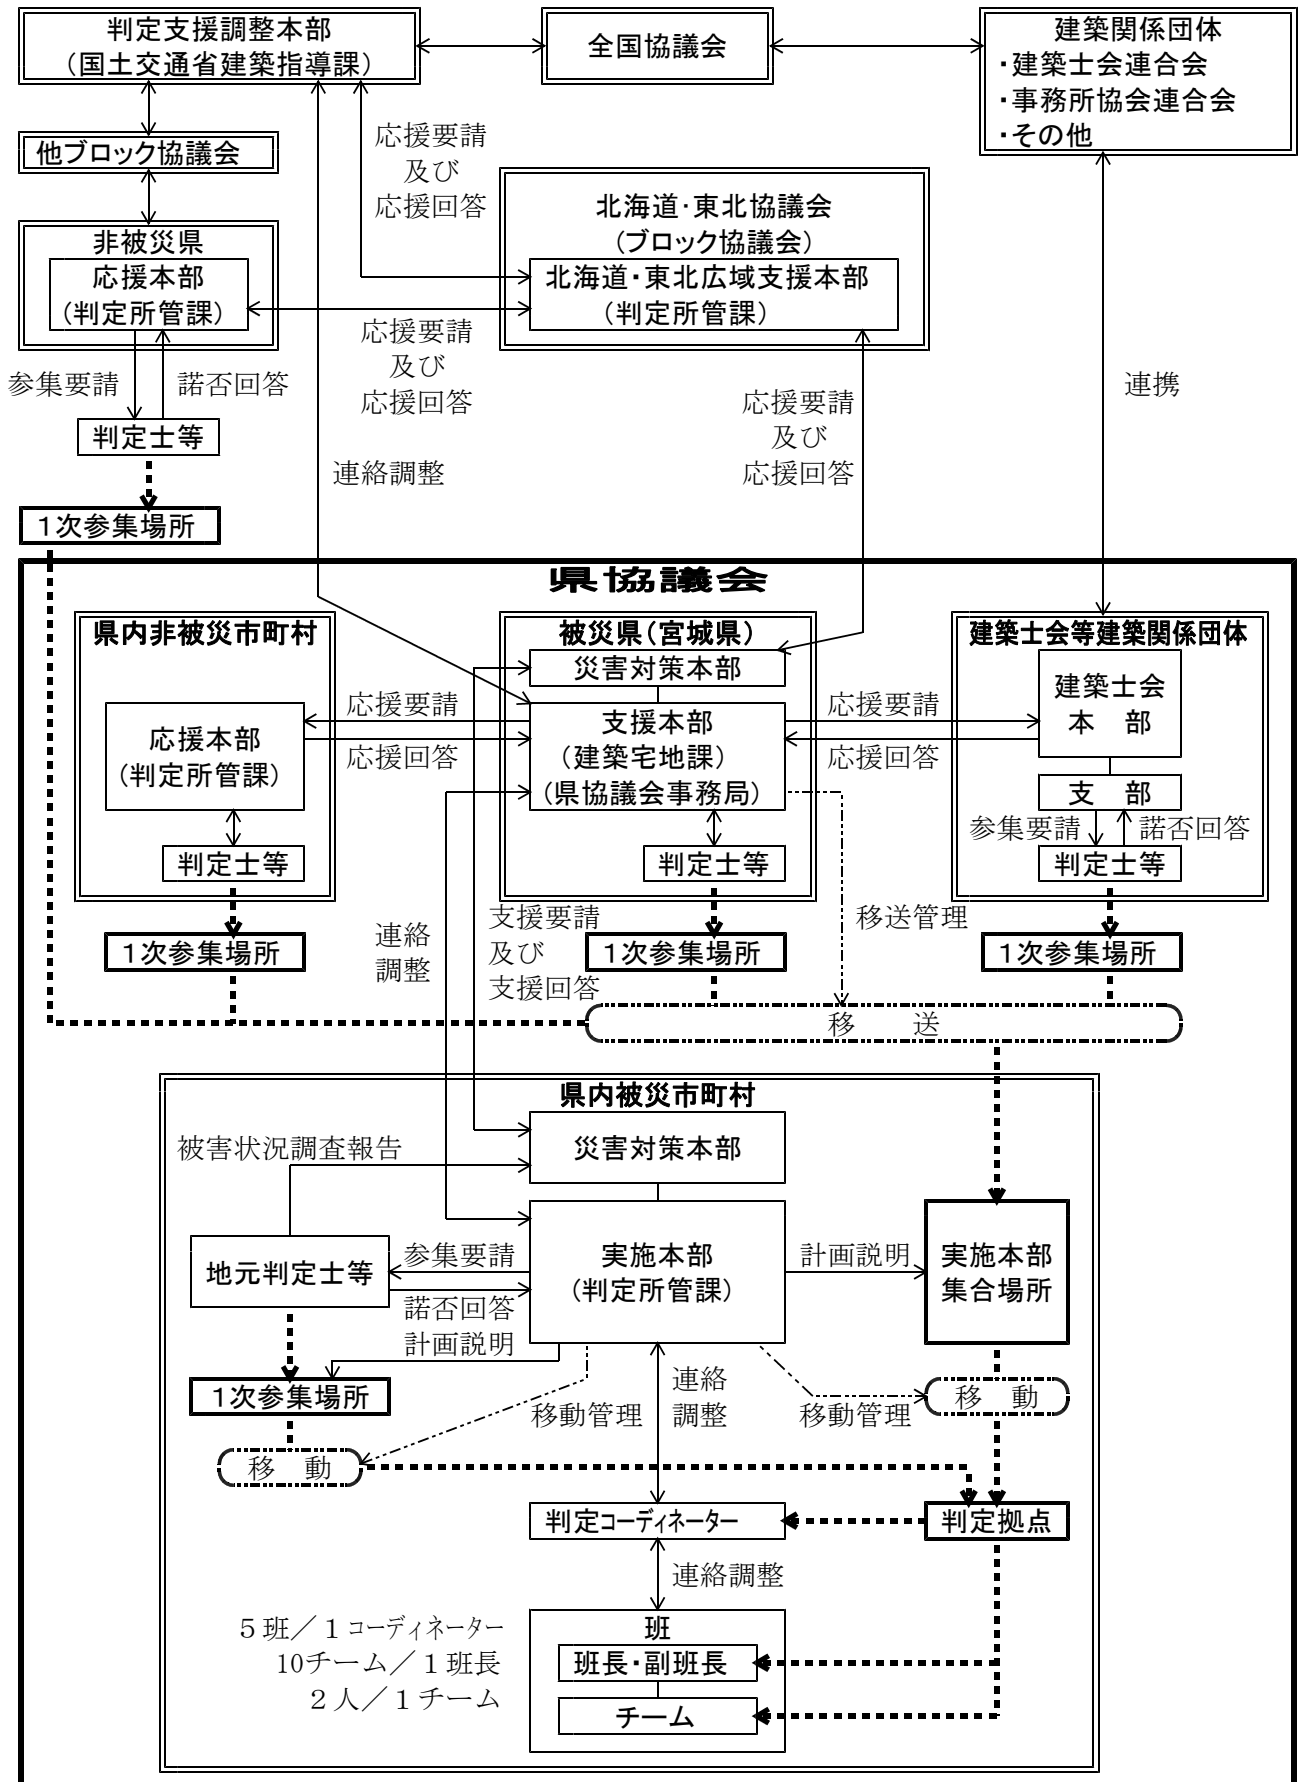 判定支援調整本部
（国土交通省建築指導課）
全国協議会
建築関係団体
・建築士会連合会
・事務所協会連合会
・その他
他ブロック協議会
応援要請
及び
応援回答
非被災県
応援本部
（判定所管課）
北海道・東北協議会
（ブロック協議会）
北海道・東北広域支援本部
（判定所管課）
応援要請
及び
応援回答
参集要請
諾否回答
判定士等
連絡調整
応援要請
及び
応援回答
連携
１次参集場所
県協議会
県内非被災市町村
応援本部
（判定所管課）
判定士等
応援要請
応援回答
被災県（宮城県）
災害対策本部
支援本部
（建築宅地課）
（県協議会事務局）
判定士等
応援要請
応援回答
建築士会等建築関係団体
建築士会
本　部
支　部
参集要請
諾否回答
判定士等
１次参集場所
連絡
調整
支援要請
及び
支援回答
１次参集場所
移送管理
１次参集場所
移　　送
県内被災市町村
災害対策本部
被害状況調査報告
地元判定士等
参集要請
諾否回答
計画説明
実施本部
（判定所管課）
計画説明
実施本部
集合場所
１次参集場所
移動管理
連絡
調整
移動管理
移　動
移　動
判定コーディネーター
判定拠点
連絡調整
５班／１コーディネーター
10チーム／１班長
２人／１チーム
班
班長・副班長
チーム